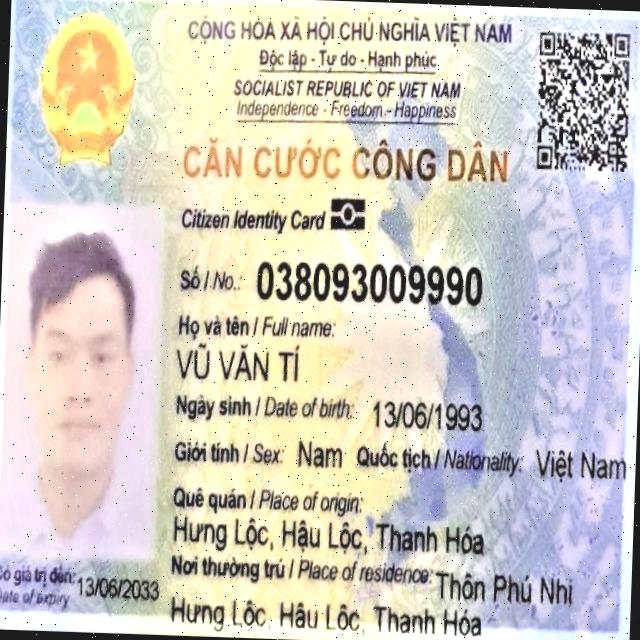 CỘNG HÒA XÃ HỘI CHỦ NGHĨA VIỆT NAM
Độc lập - Tự do - Hạnh phúc
SOCIALIST REPUBLIC OF VIET NAM
Independence - Freedom - Happiness
CĂN CƯỚC CÔNG DÂN
Citizen Identity Card
Số / No.: 038093009990
Họ và tên / Full name:
VŨ VĂN TÍ
Ngày sinh / Date of birth: 13/06/1993
Giới tính / Sex: Nam Quốc tịch / Nationality: Việt Nam
Quê quán / Place of origin:
Hưng Lộc, Hậu Lộc, Thanh Hóa
Nơi thường trú / Place of residence: Thôn Phú Nhi
Hưng Lộc, Hậu Lộc, Thanh Hóa
Có giá trị đến: 13/06/2033
Date of expiry